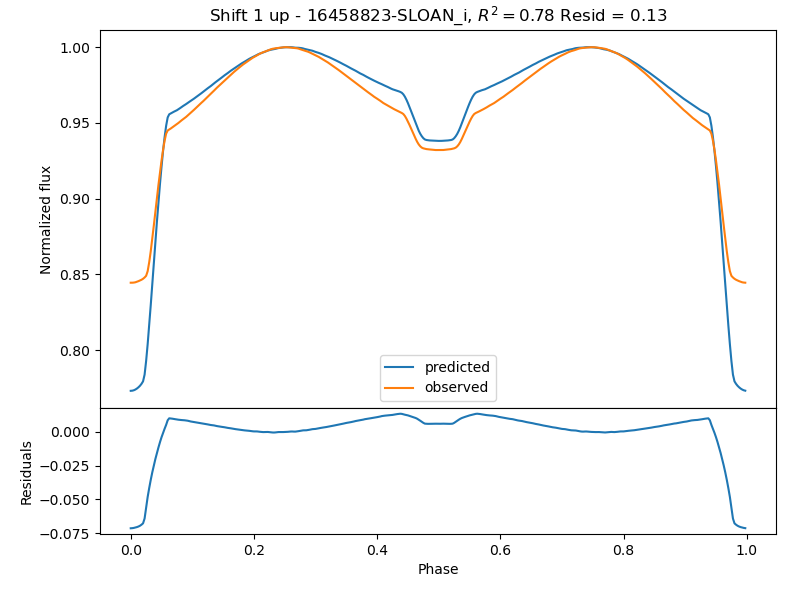 Shift 1 up - 16458823-SLOAN_i, R² = 0.78 Resid = 0.13
Normalized flux
1.00
0.95
0.90
0.85
0.80
predicted
observed
Residuals
0.000
−0.025
−0.050
−0.075
0.0 0.2 0.4 0.6 0.8 1.0
Phase